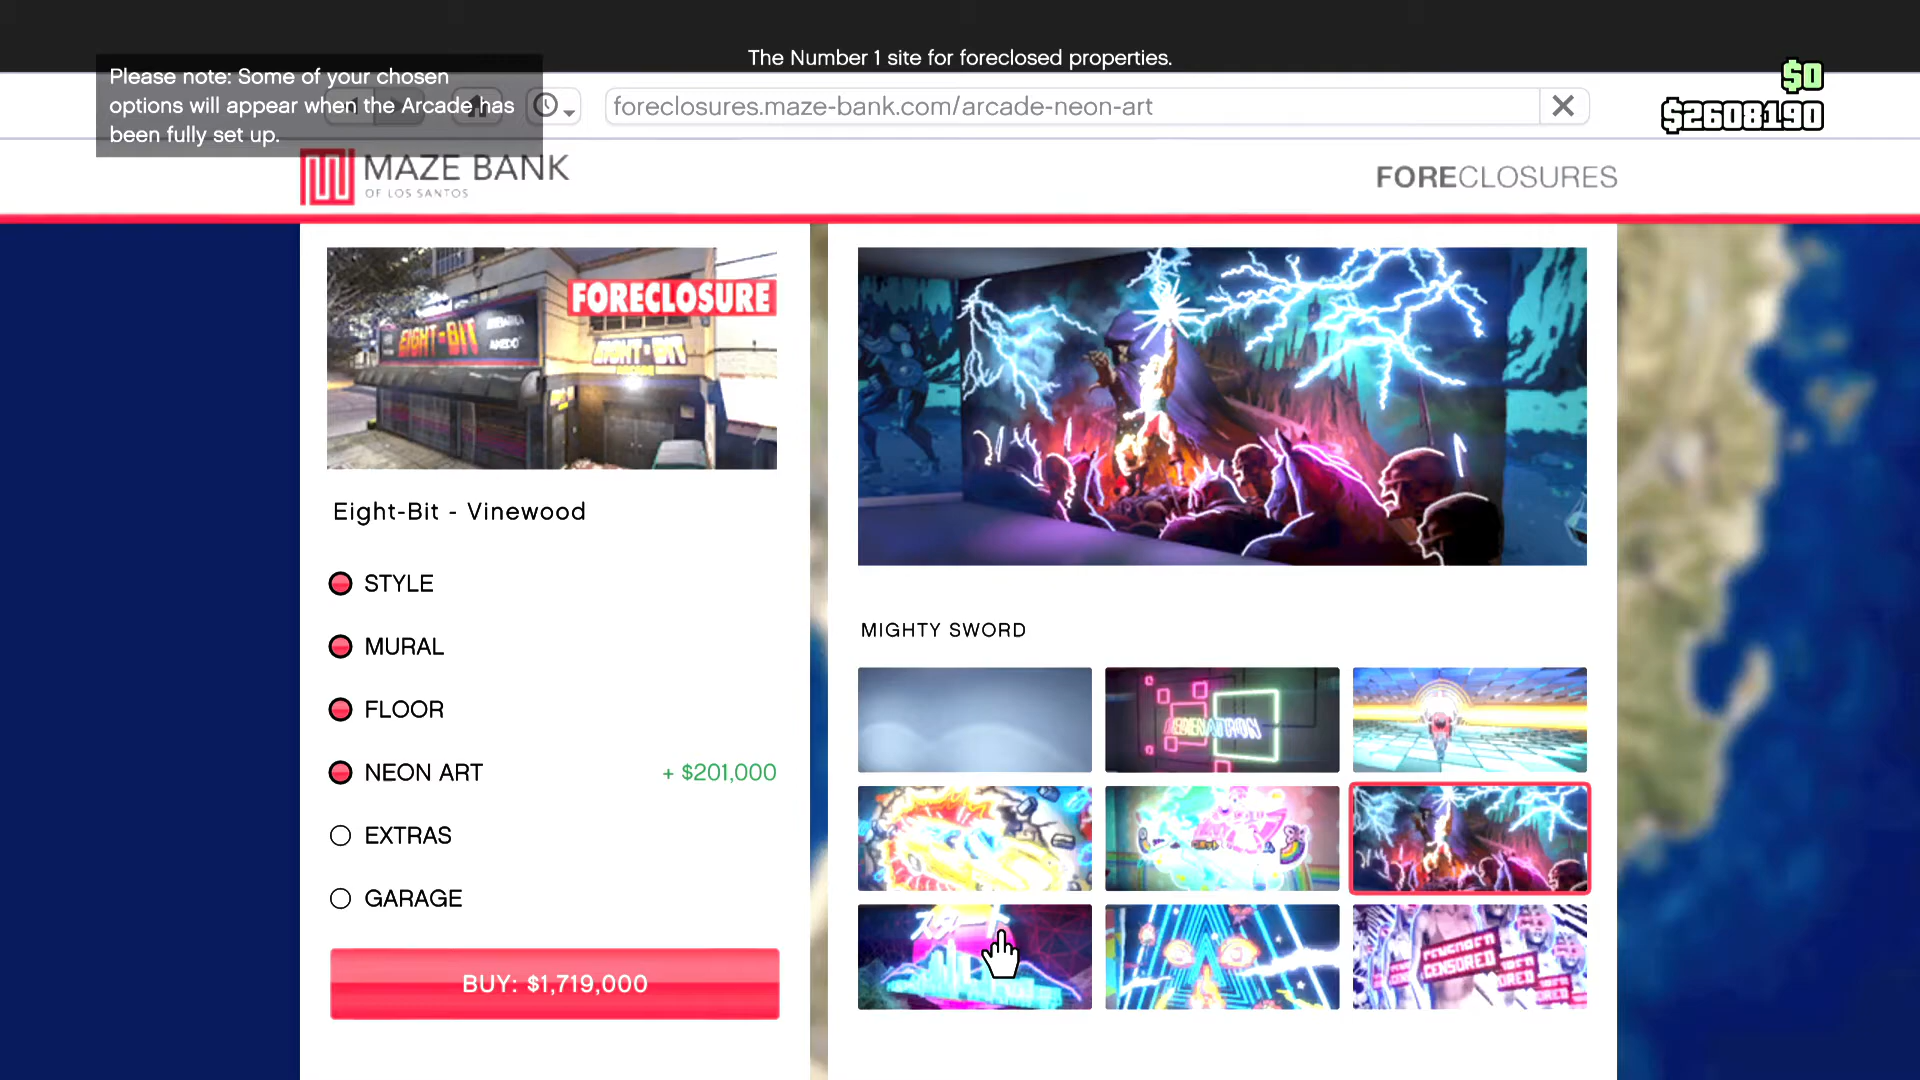 The Number 1 site for foreclosed properties.
Please note: Some of your chosen
options will appear when the Arcade has
been fully set up.
foreclosures.maze-bank.com/arcade-neon-art
$0
$2608190
MAZE BANK
OF LOS SANTOS
FORECLOSURES
FORECLOSURE
EIGHT-BIT
EIGHT-BIT
Eight-Bit - Vinewood
STYLE
MURAL
FLOOR
NEON ART + $201,000
EXTRAS
GARAGE
BUY: $1,719,000
MIGHTY SWORD
CENSORED